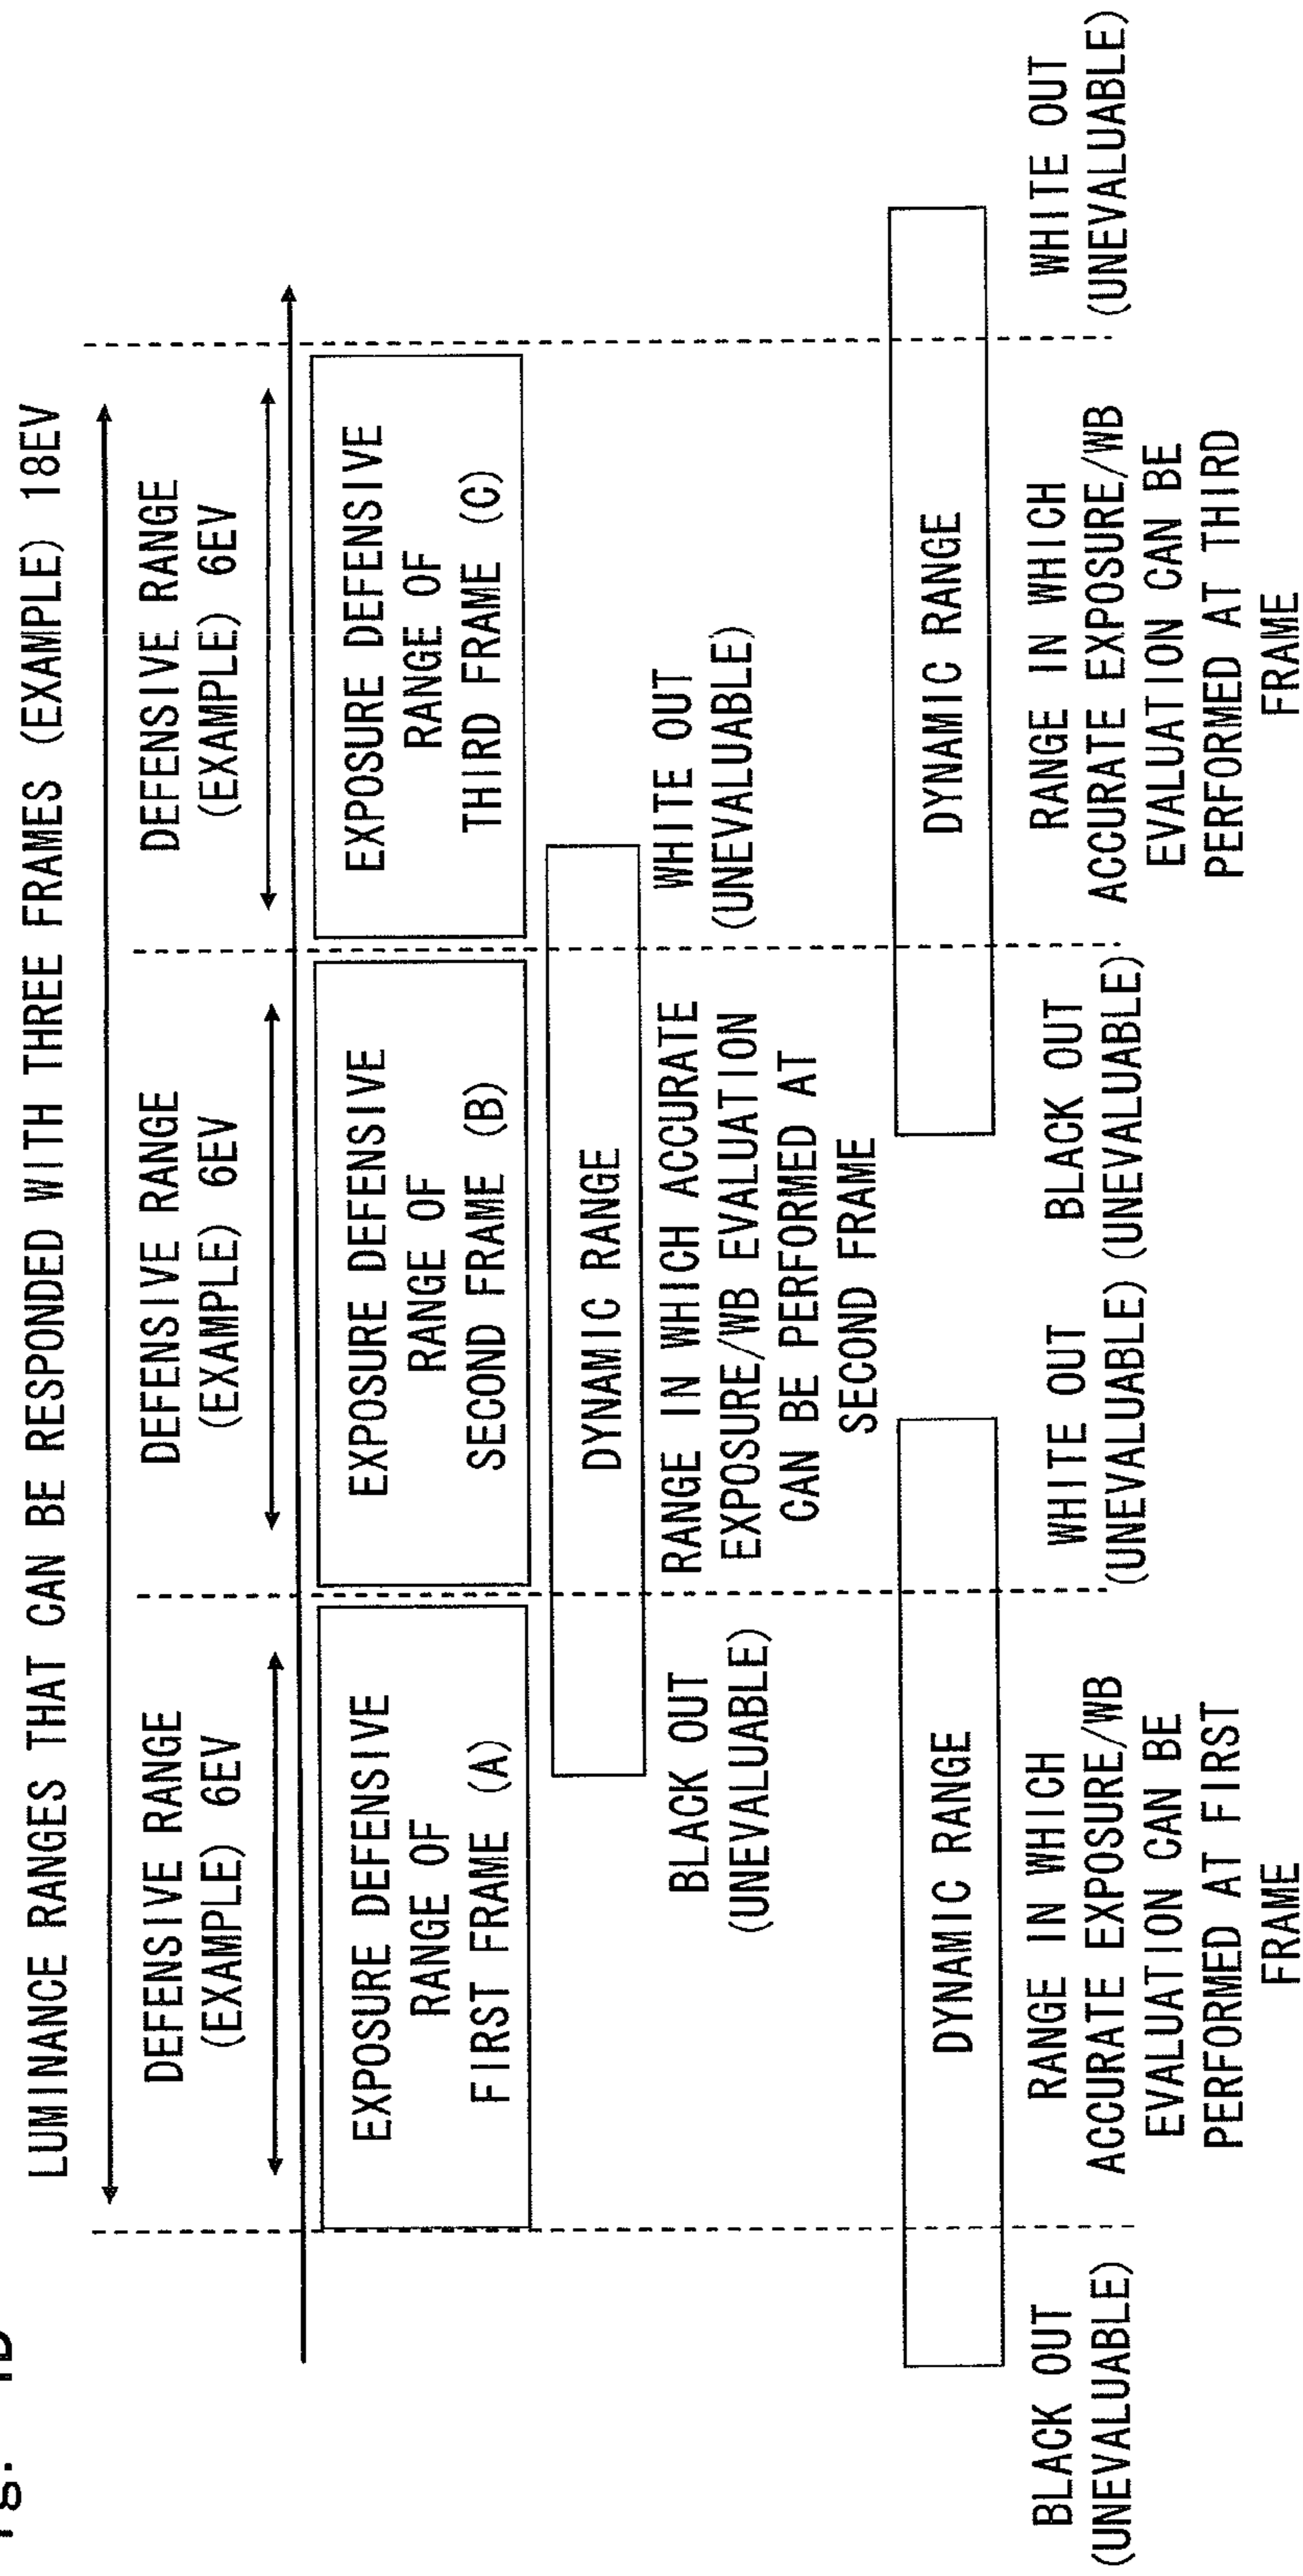 LUMINANCE RANGES THAT CAN BE RESPONDED WITH THREE FRAMES (EXAMPLE) 18EV
DEFENSIVE RANGE
(EXAMPLE) 6EV
DEFENSIVE RANGE
(EXAMPLE) 6EV
DEFENSIVE RANGE
(EXAMPLE) 6EV
EXPOSURE DEFENSIVE
RANGE OF
FIRST FRAME (A)
EXPOSURE DEFENSIVE
RANGE OF
SECOND FRAME (B)
EXPOSURE DEFENSIVE
RANGE OF
THIRD FRAME (C)
DYNAMIC RANGE
BLACK OUT
(UNEVALUABLE)
RANGE IN WHICH ACCURATE
EXPOSURE/WB EVALUATION
CAN BE PERFORMED AT
SECOND FRAME
WHITE OUT
(UNEVALUABLE)
DYNAMIC RANGE
DYNAMIC RANGE
BLACK OUT
(UNEVALUABLE)
RANGE IN WHICH
ACCURATE EXPOSURE/WB
EVALUATION CAN BE
PERFORMED AT FIRST
FRAME
WHITE OUT
(UNEVALUABLE)
BLACK OUT
(UNEVALUABLE)
RANGE IN WHICH
ACCURATE EXPOSURE/WB
EVALUATION CAN BE
PERFORMED AT THIRD
FRAME
WHITE OUT
(UNEVALUABLE)